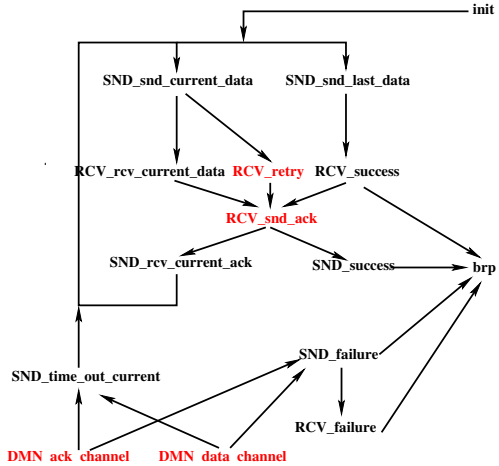 init
SND_snd_current_data
SND_snd_last_data
RCV_rcv_current_data
RCV_retry
RCV_success
RCV_snd_ack
SND_rcv_current_ack
SND_success
brp
SND_failure
SND_time_out_current
RCV_failure
DMN_ack_channel
DMN_data_channel